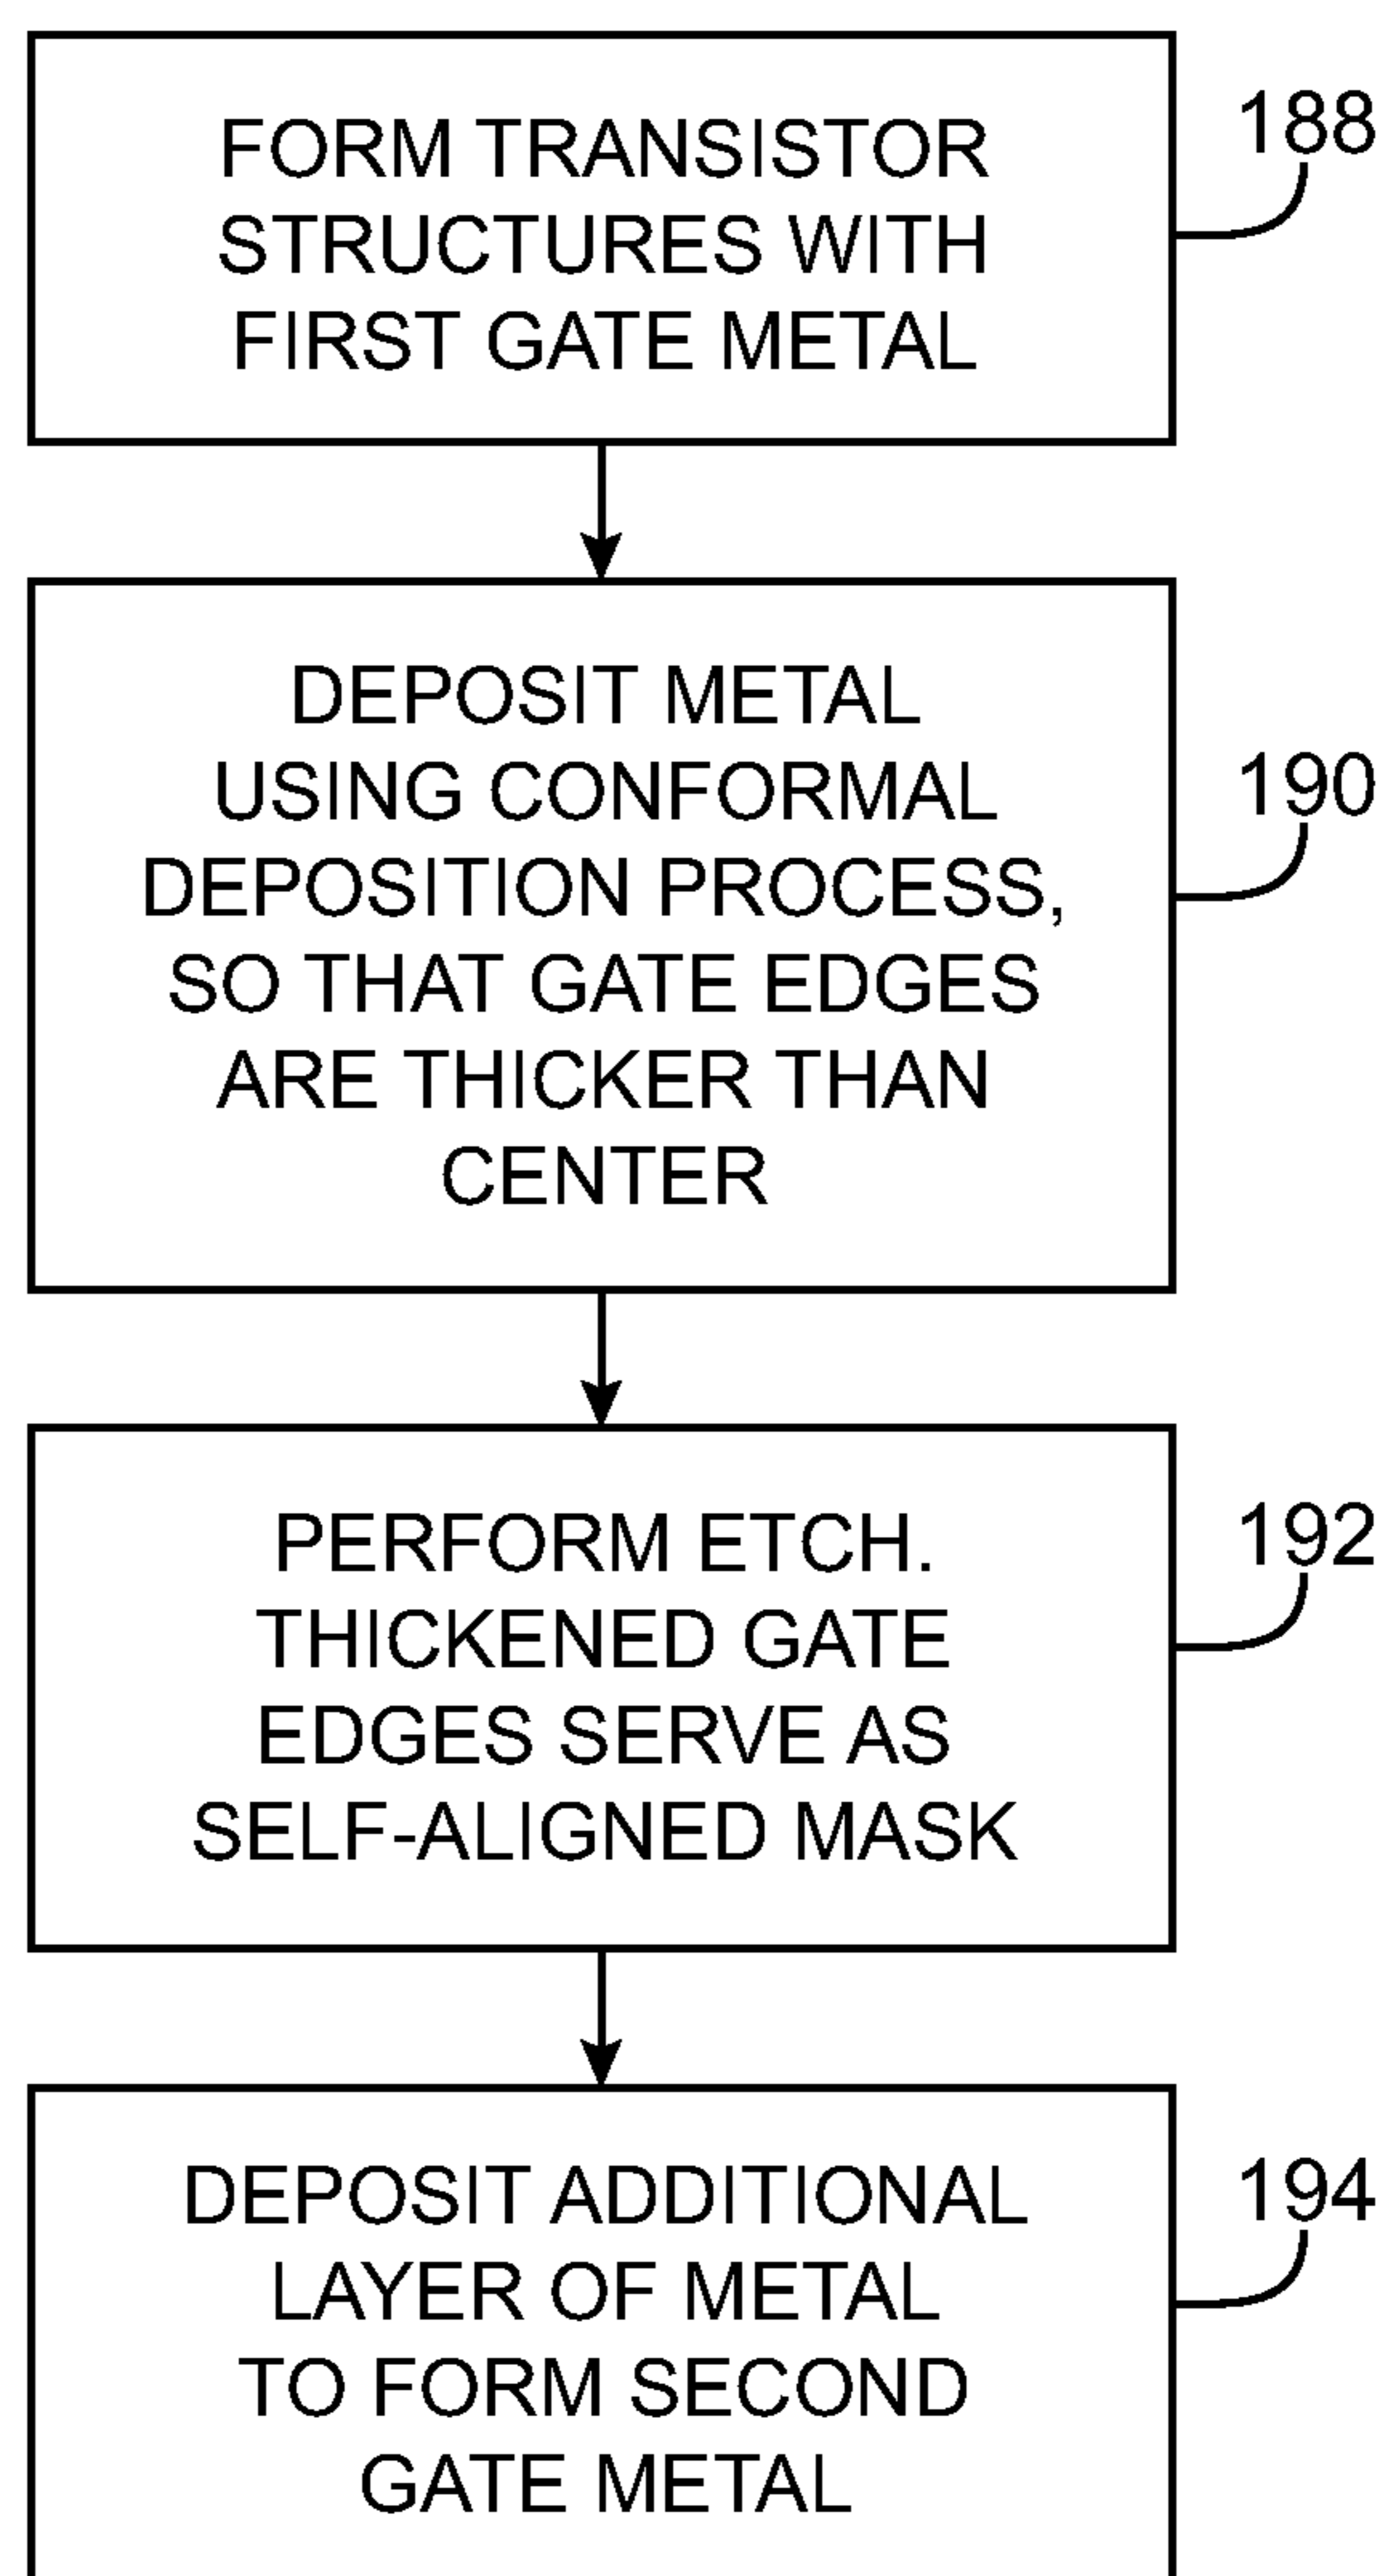 FORM TRANSISTOR
STRUCTURES WITH
FIRST GATE METAL
188
DEPOSIT METAL
USING CONFORMAL
DEPOSITION PROCESS,
SO THAT GATE EDGES
ARE THICKER THAN
CENTER
190
PERFORM ETCH.
THICKENED GATE
EDGES SERVE AS
SELF-ALIGNED MASK
192
DEPOSIT ADDITIONAL
LAYER OF METAL
TO FORM SECOND
GATE METAL
194